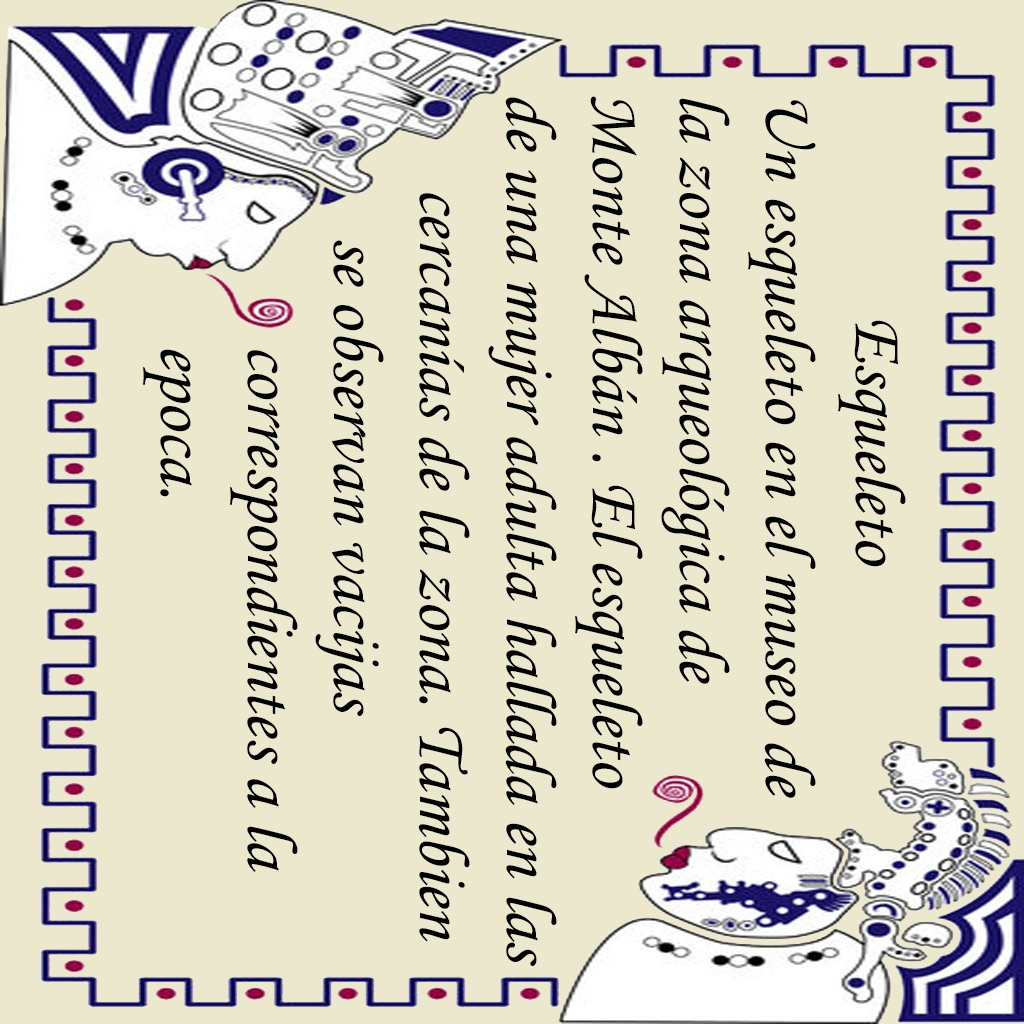 Esqueleto
Un esqueleto en el museo de
la zona arqueológica de
Monte Albán . El esqueleto
de una mujer adulta hallada en las
cercanías de la zona. Tambien
se observan vacijas
correspondientes a la
epoca.